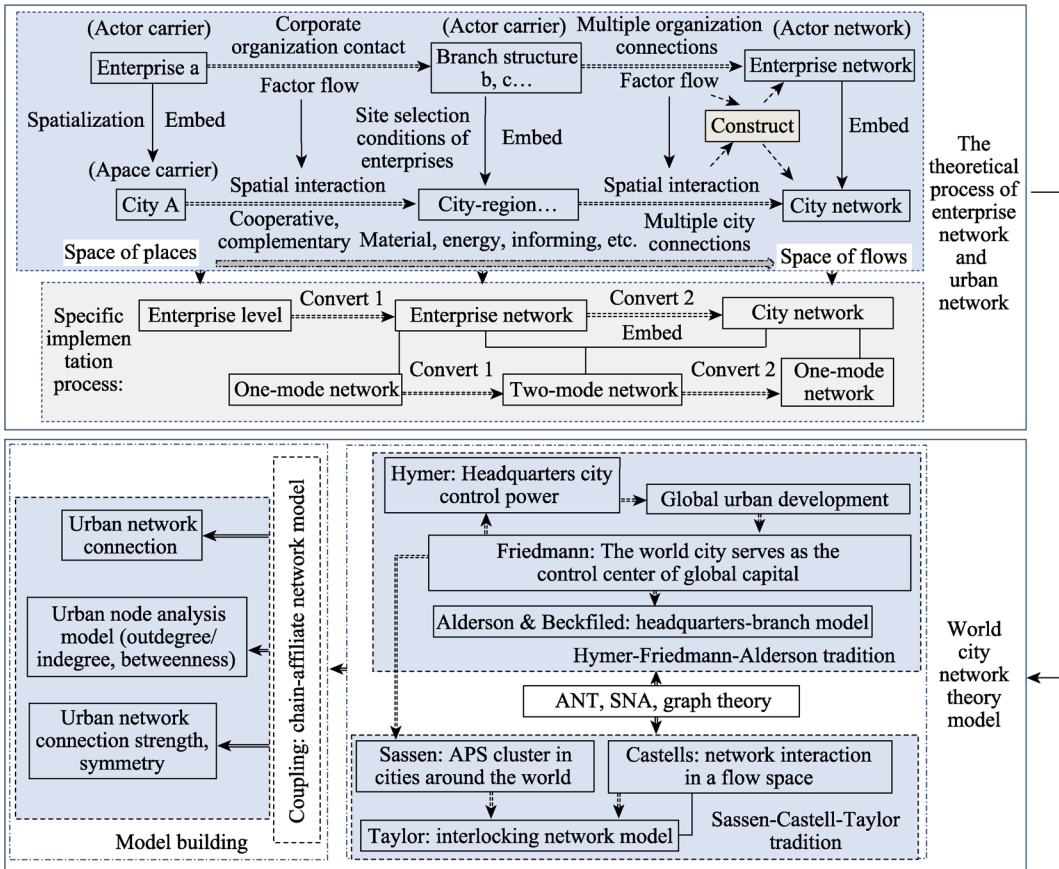 (Actor carrier)
Enterprise a
Corporate
organization contact
(Actor carrier)
Branch structure
b, c...
Multiple organization
connections
(Actor network)
Enterprise network
Factor flow
Factor flow
Spatialization
Embed
Site selection
conditions of
enterprises
Embed
Construct
Embed
(Apace carrier)
City A
Spatial interaction
City-region...
Spatial interaction
City network
Cooperative,
complementary
Material, energy, informing, etc.
Multiple city
connections
Space of places
Space of flows
The
theoretical
process of
enterprise
network
and
urban
network
Specific
implemen
tation
process:
Enterprise level
Convert 1
Enterprise network
Convert 2
Embed
City network
One-mode network
Convert 1
Two-mode network
Convert 2
One-mode
network
Urban network
connection
Urban node analysis
model (outdegree/
indegree, betweenness)
Urban network
connection strength,
symmetry
Model building
Coupling: chain-affiliate network model
Hymer: Headquarters city
control power
Global urban development
Friedmann: The world city serves as the
control center of global capital
Alderson & Beckfiled: headquarters-branch model
Hymer-Friedmann-Alderson tradition
ANT, SNA, graph theory
Sassen: APS cluster in
cities around the world
Castells: network interaction
in a flow space
Taylor: interlocking network model
Sassen-Castell-Taylor
tradition
World
city
network
theory
model